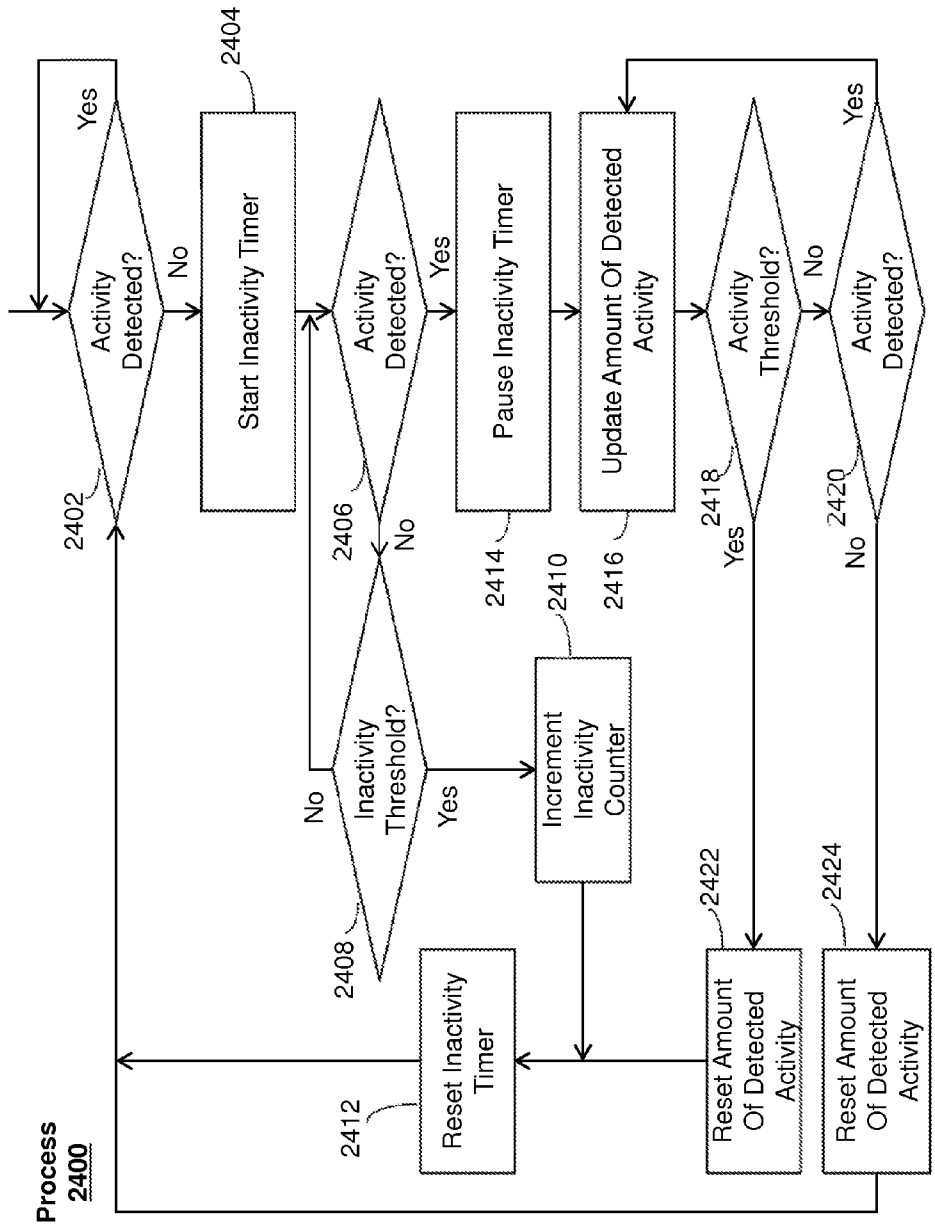 Process
2400
2402
Activity
Detected?
Yes
No
2404
Start Inactivity Timer
2406
Activity
Detected?
No
Yes
2408
Inactivity
Threshold?
No
Yes
2410
Increment
Inactivity
Counter
2412
Reset Inactivity
Timer
2414
Pause Inactivity Timer
2416
Update Amount Of Detected
Activity
2418
Activity
Threshold?
Yes
No
2420
Activity
Detected?
Yes
No
2422
Reset Amount
Of Detected
Activity
2424
Reset Amount
Of Detected
Activity